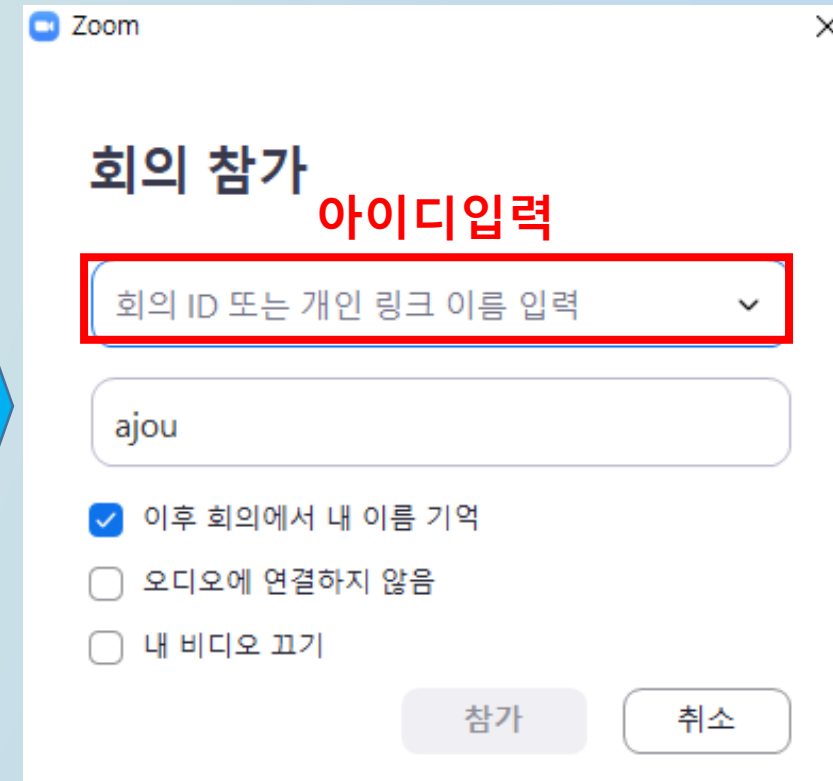 Zoom
회의 참가
아이디입력
회의 ID 또는 개인 링크 이름 입력
ajou
이후 회의에서 내 이름 기억
오디오에 연결하지 않음
내 비디오 끄기
참가 취소